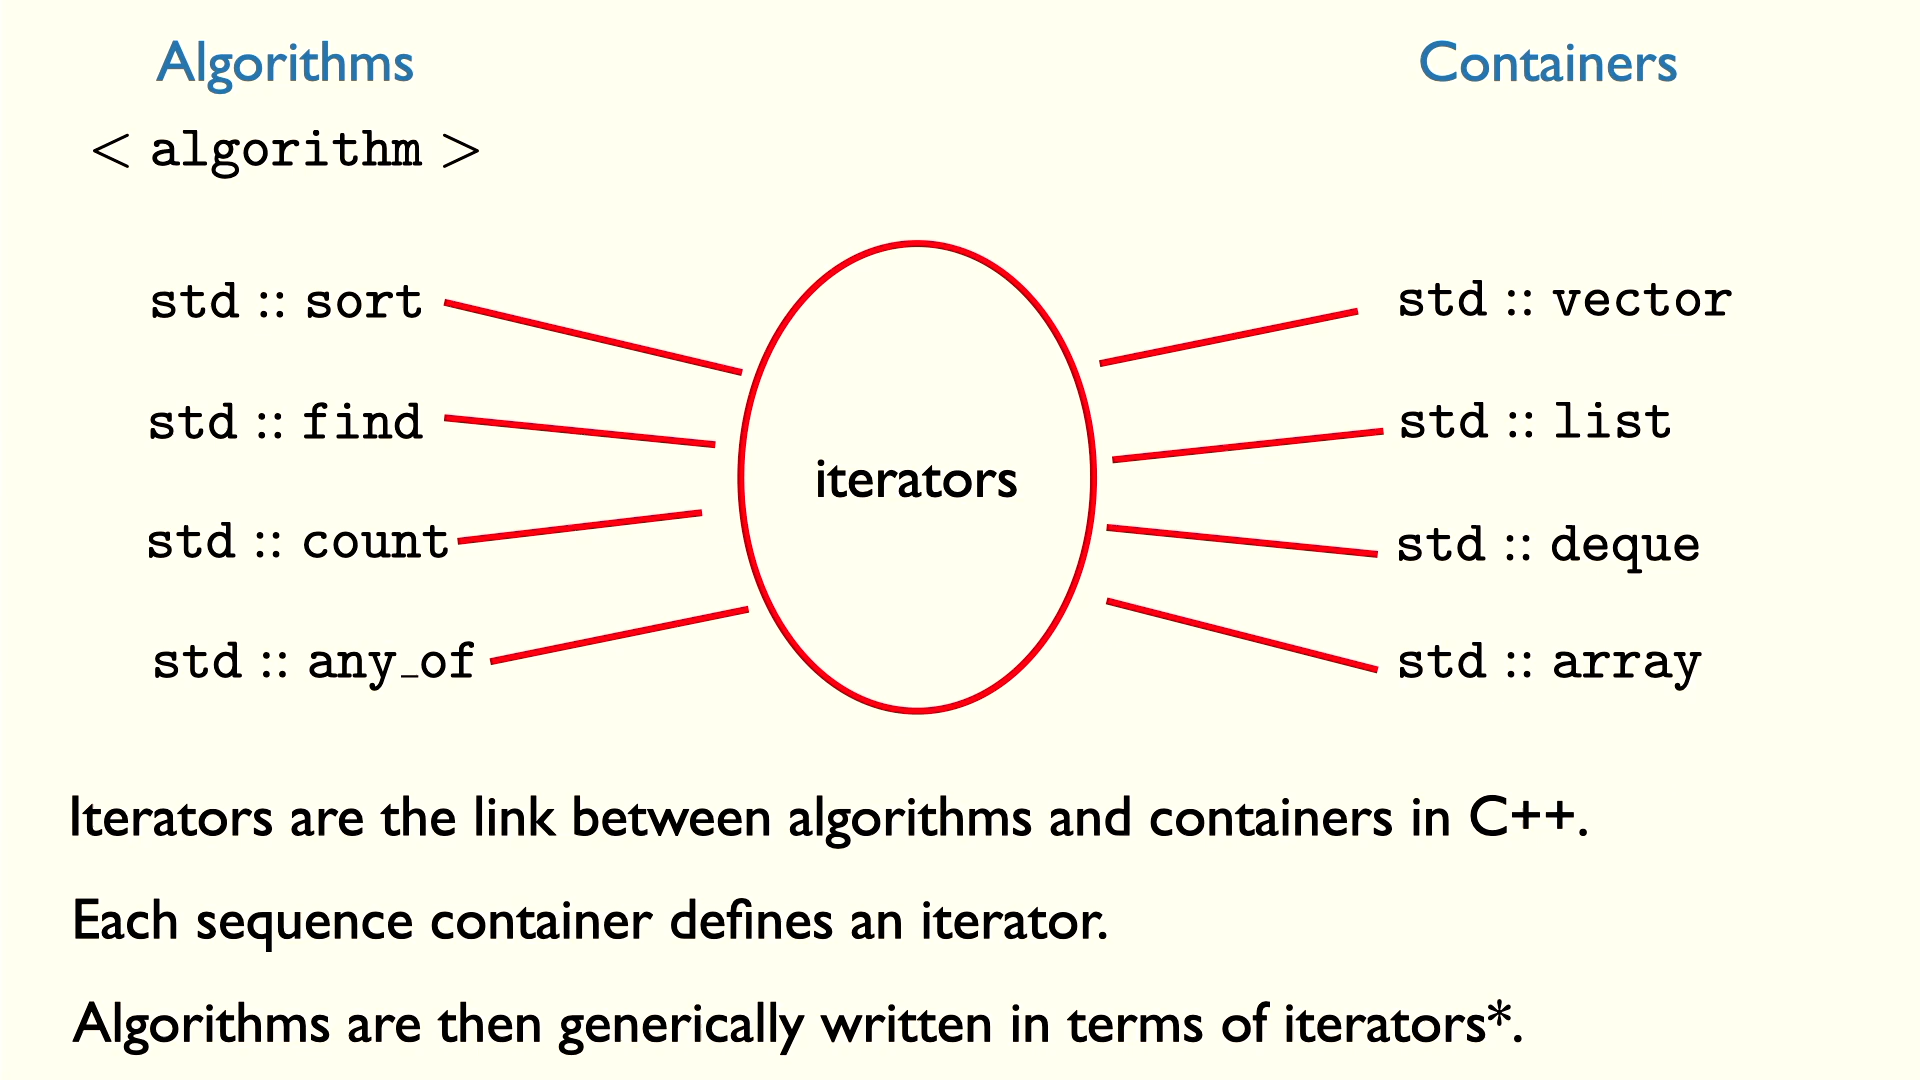 Algorithms
Containers
< algorithm >
std :: sort
std :: vector
std :: find
std :: list
iterators
std :: count
std :: deque
std :: any_of
std :: array
Iterators are the link between algorithms and containers in C++.
Each sequence container defines an iterator.
Algorithms are then generically written in terms of iterators*.